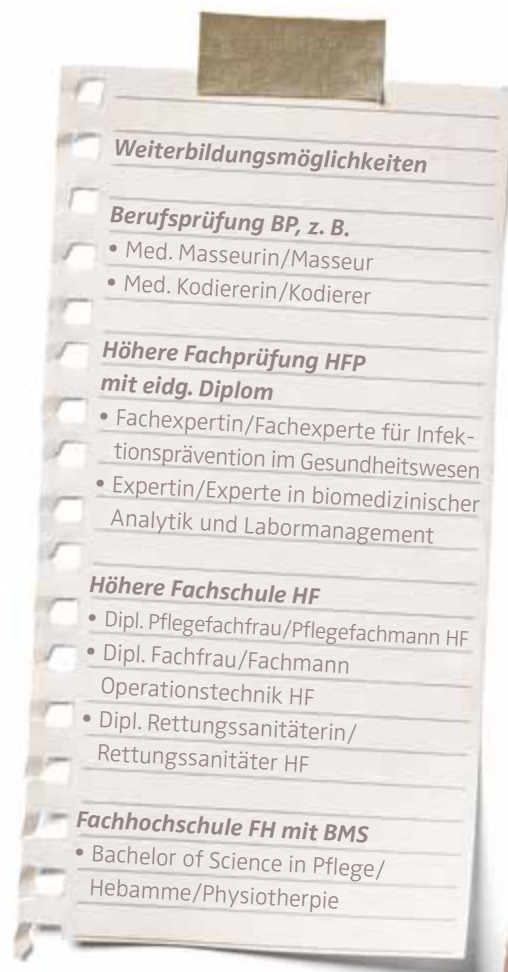 Weiterbildungsmöglichkeiten
Berufsprüfung BP, z. B.
• Med. Masseurin/Masseur
• Med. Kodiererin/Kodierer
Höhere Fachprüfung HFP
mit eidg. Diplom
• Fachexpertin/Fachexperte für Infek-
tionsprävention im Gesundheitswesen
• Expertin/Experte in biomedizinischer
Analytik und Labormanagement
Höhere Fachschule HF
• Dipl. Pflegefachfrau/Pflegefachmann HF
• Dipl. Fachfrau/Fachmann
Operationstechnik HF
• Dipl. Rettungssanitäterin/
Rettungssanitäter HF
Fachhochschule FH mit BMS
• Bachelor of Science in Pflege/
Hebamme/Physiotherpie